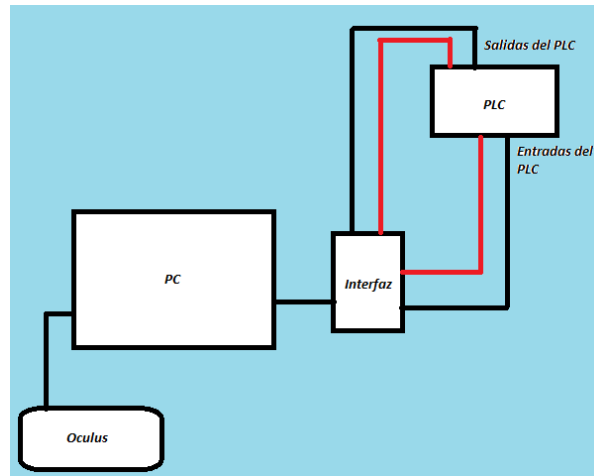 Salidas del PLC
PLC
Entradas del
PLC
PC
Interfaz
Oculus